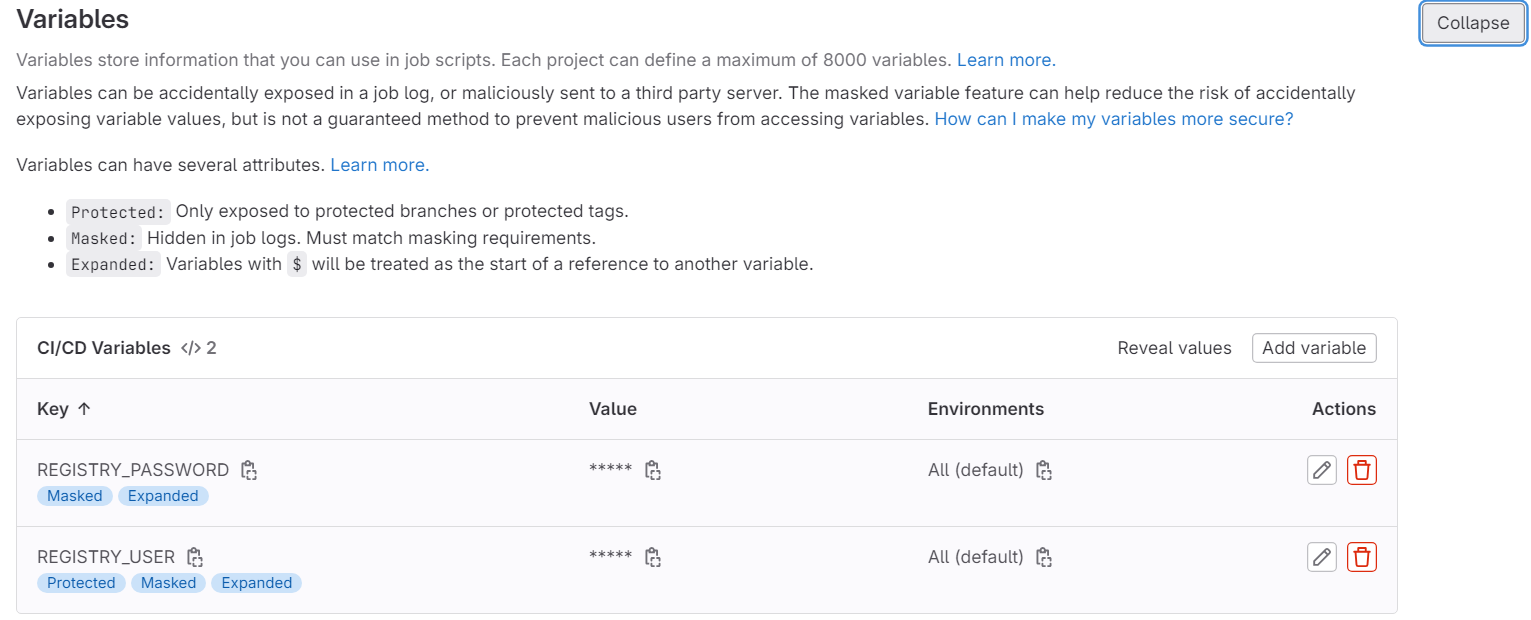 Variables
Collapse
Variables store information that you can use in job scripts. Each project can define a maximum of 8000 variables. Learn more.
Variables can be accidentally exposed in a job log, or maliciously sent to a third party server. The masked variable feature can help reduce the risk of accidentally
exposing variable values, but is not a guaranteed method to prevent malicious users from accessing variables. How can I make my variables more secure?
Variables can have several attributes. Learn more.
• Protected: Only exposed to protected branches or protected tags.
• Masked: Hidden in job logs. Must match masking requirements.
• Expanded: Variables with $ will be treated as the start of a reference to another variable.
CI/CD Variables </> 2 Reveal values Add variable
Key ↑ Value Environments Actions
REGISTRY_PASSWORD ***** All (default)
Masked Expanded
REGISTRY_USER ***** All (default)
Protected Masked Expanded